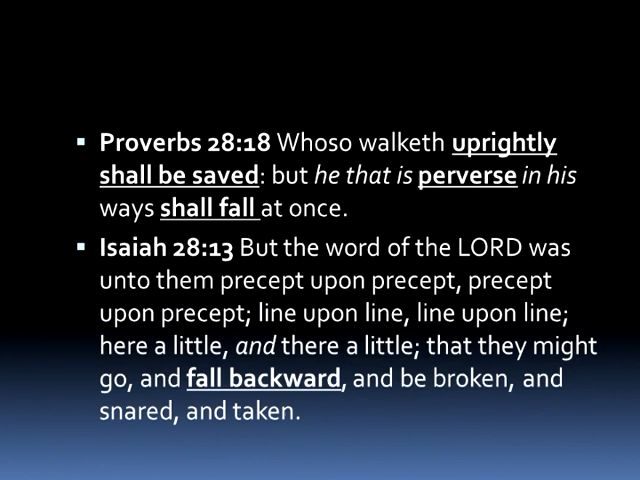 Proverbs 28:18 Whoso walketh uprightly
shall be saved: but he that is perverse in his
ways shall fall at once.
Isaiah 28:13 But the word of the LORD was
unto them precept upon precept, precept
upon precept; line upon line, line upon line;
here a little, and there a little; that they might
go, and fall backward, and be broken, and
snared, and taken.